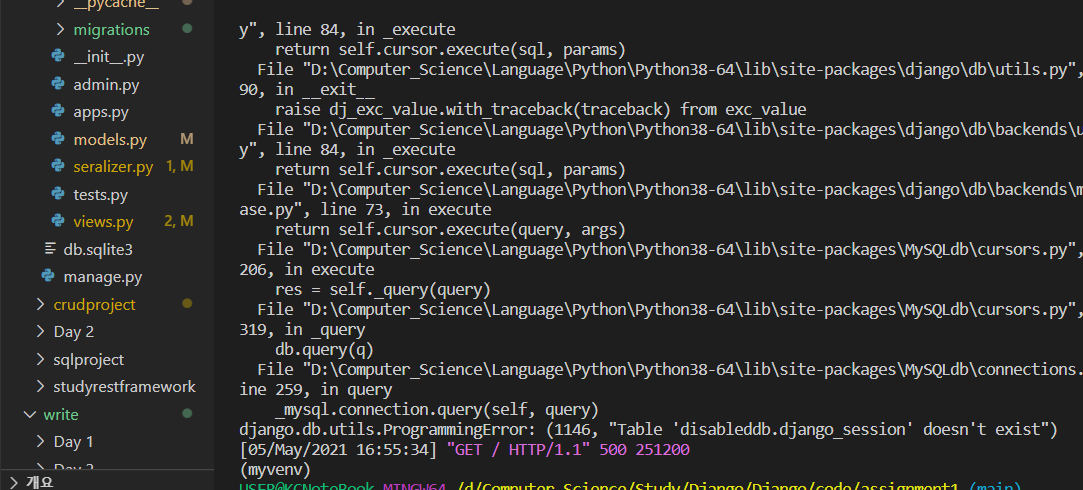 __pycache__
migrations
__init__.py
admin.py
apps.py
models.py M
seralizer.py 1, M
tests.py
views.py 2, M
db.sqlite3
manage.py
crudproject
Day 2
sqlproject
studyrestframework
write
Day 1
Day 2
개요
y", line 84, in _execute
return self.cursor.execute(sql, params)
File "D:\Computer_Science\Language\Python\Python38-64\lib\site-packages\django\db\utils.py",
90, in __exit__
raise dj_exc_value.with_traceback(traceback) from exc_value
File "D:\Computer_Science\Language\Python\Python38-64\lib\site-packages\django\db\backends\u
y", line 84, in _execute
return self.cursor.execute(sql, params)
File "D:\Computer_Science\Language\Python\Python38-64\lib\site-packages\django\db\backends\m
ase.py", line 73, in execute
return self.cursor.execute(query, args)
File "D:\Computer_Science\Language\Python\Python38-64\lib\site-packages\MySQLdb\cursors.py",
206, in execute
res = self._query(query)
File "D:\Computer_Science\Language\Python\Python38-64\lib\site-packages\MySQLdb\cursors.py",
319, in _query
db.query(q)
File "D:\Computer_Science\Language\Python\Python38-64\lib\site-packages\MySQLdb\connections.
ine 259, in query
_mysql.connection.query(self, query)
django.db.utils.ProgrammingError: (1146, "Table 'disableddb.django_session' doesn't exist")
[05/May/2021 16:55:34] "GET / HTTP/1.1" 500 251200
(myvenv)
USER@KCNoteBook MINGW64 /d/Computer_Science/Study/Django/Django/code/assignment1 (main)